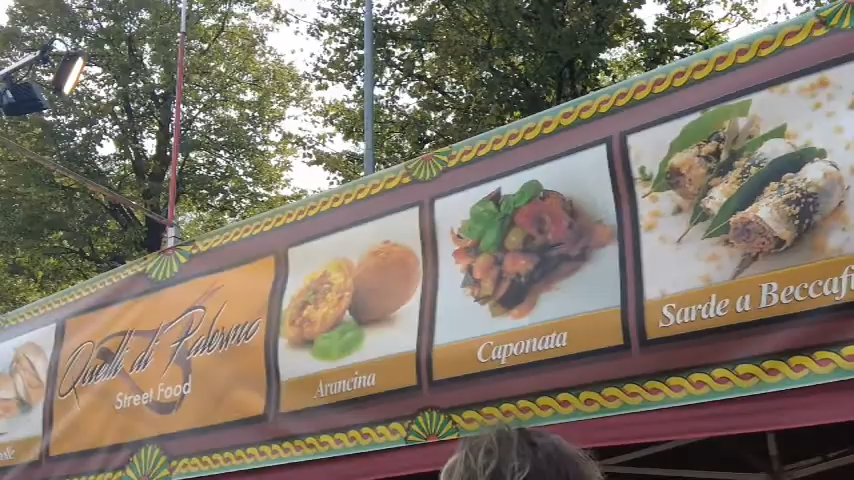 Quelli di Palermo
Street Food
Arancina
Caponata
Sarde a Beccafi